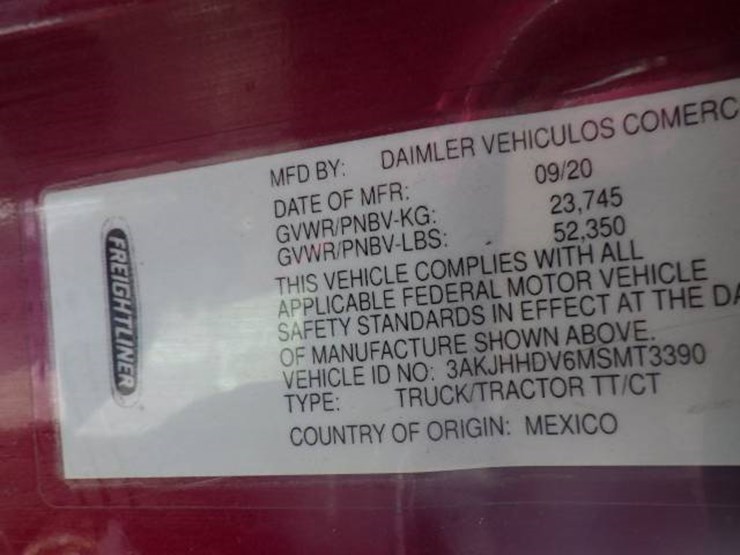 FREIGHTLINER
MFD BY: DAIMLER VEHICULOS COMERC
DATE OF MFR: 09/20
GVWR/PNBV-KG: 23,745
GVWR/PNBV-LBS: 52,350
THIS VEHICLE COMPLIES WITH ALL
APPLICABLE FEDERAL MOTOR VEHICLE
SAFETY STANDARDS IN EFFECT AT THE DA
OF MANUFACTURE SHOWN ABOVE.
VEHICLE ID NO: 3AKJHHDV6MSMT3390
TYPE: TRUCK/TRACTOR TT/CT
COUNTRY OF ORIGIN: MEXICO